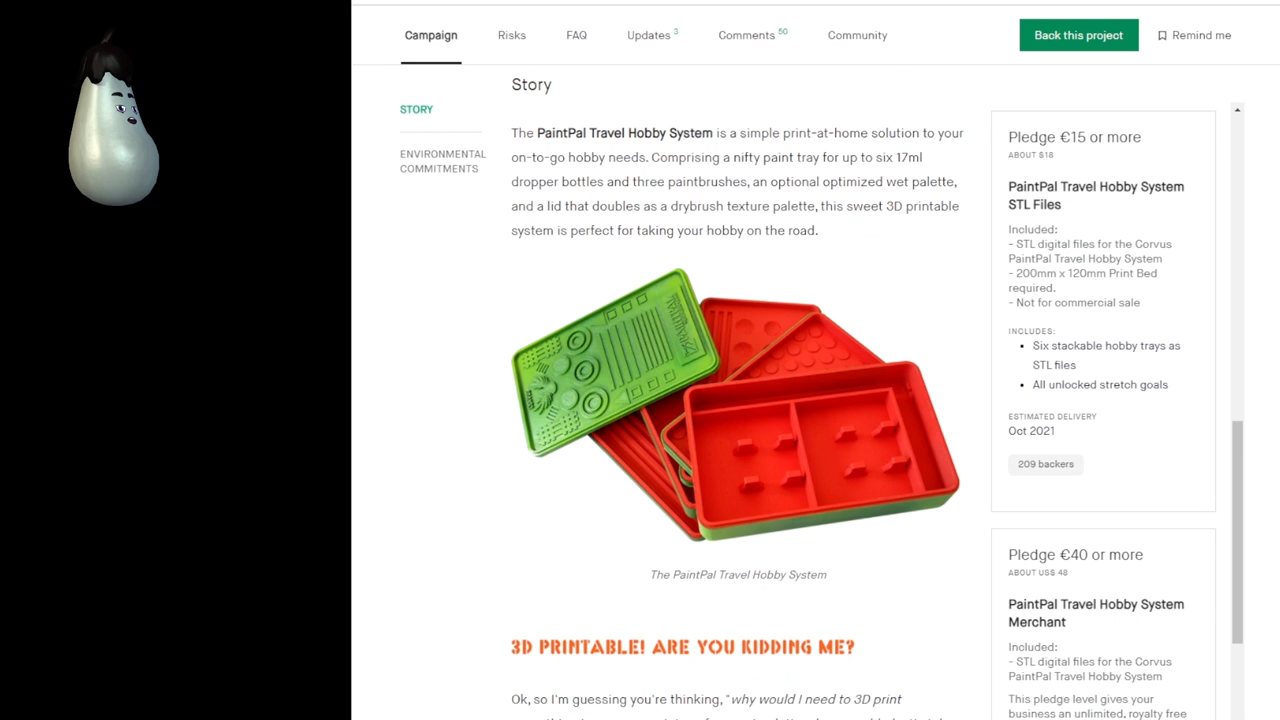 Campaign
Risks
FAQ
Updates 3
Comments 50
Community
Back this project
Remind me
STORY
ENVIRONMENTAL
COMMITMENTS
Story
The PaintPal Travel Hobby System is a simple print-at-home solution to your
on-to-go hobby needs. Comprising a nifty paint tray for up to six 17ml
dropper bottles and three paintbrushes, an optional optimized wet palette,
and a lid that doubles as a drybrush texture palette, this sweet 3D printable
system is perfect for taking your hobby on the road.
The PaintPal Travel Hobby System
3D PRINTABLE! ARE YOU KIDDING ME?
Ok, so I'm guessing you're thinking, "why would I need to 3D print
Pledge €15 or more
ABOUT $18
PaintPal Travel Hobby System
STL Files
Included:
- STL digital files for the Corvus
PaintPal Travel Hobby System
- 200mm x 120mm Print Bed
required.
- Not for commercial sale
INCLUDES:
• Six stackable hobby trays as
STL files
• All unlocked stretch goals
ESTIMATED DELIVERY
Oct 2021
209 backers
Pledge €40 or more
ABOUT US$ 48
PaintPal Travel Hobby System
Merchant
Included:
- STL digital files for the Corvus
PaintPal Travel Hobby System
This pledge level gives your
business an unlimited, royalty free